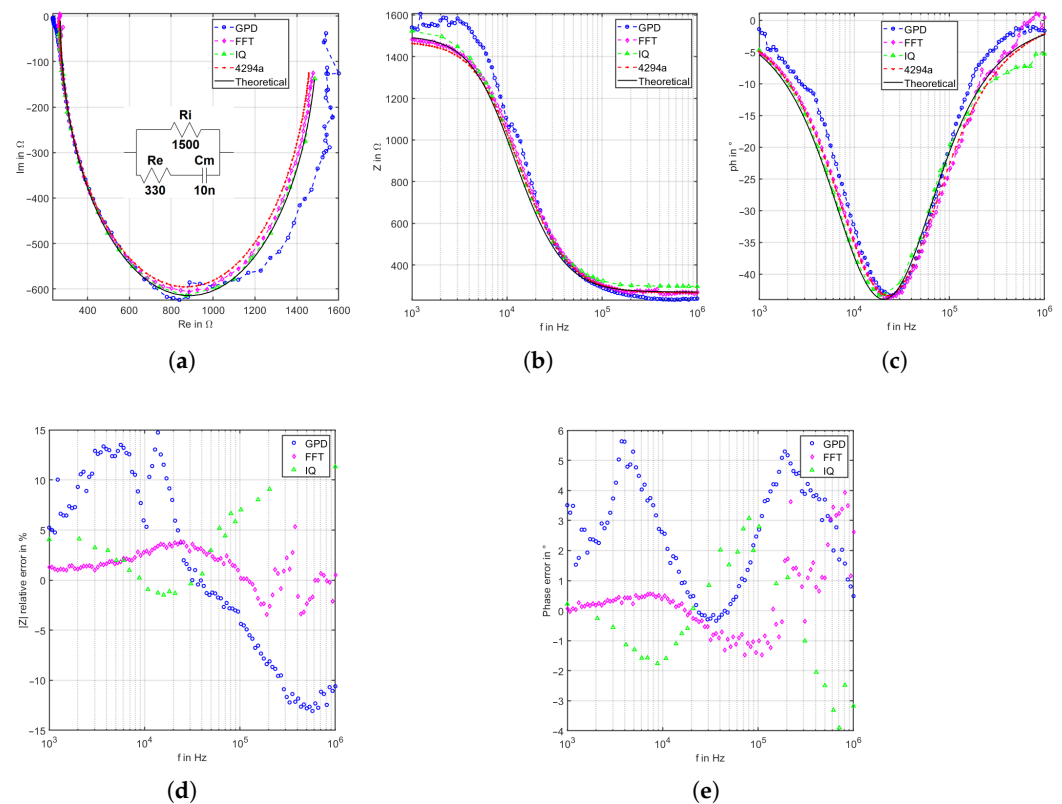 0
-100
-200
-300
-400
-500
-600
Im in Ω
400
600
800
1000
1200
1400
1600
Re in Ω
GPD
FFT
IQ
4294a
Theoretical
Ri
1500
Re
Cm
330
10n
(a)
1600
1400
1200
1000
800
600
400
Z in Ω
10³
10⁴
10⁵
10⁶
f in Hz
GPD
FFT
IQ
4294a
Theoretical
(b)
0
-5
-10
-15
-20
-25
-30
-35
-40
ph in °
10³
10⁴
10⁵
10⁶
f in Hz
GPD
FFT
IQ
4294a
Theoretical
(c)
15
10
5
0
-5
-10
-15
|Z| relative error in %
10³
10⁴
10⁵
10⁶
f in Hz
GPD
FFT
IQ
(d)
6
5
4
3
2
1
0
-1
-2
-3
-4
Phase error in °
10³
10⁴
10⁵
10⁶
f in Hz
GPD
FFT
IQ
(e)